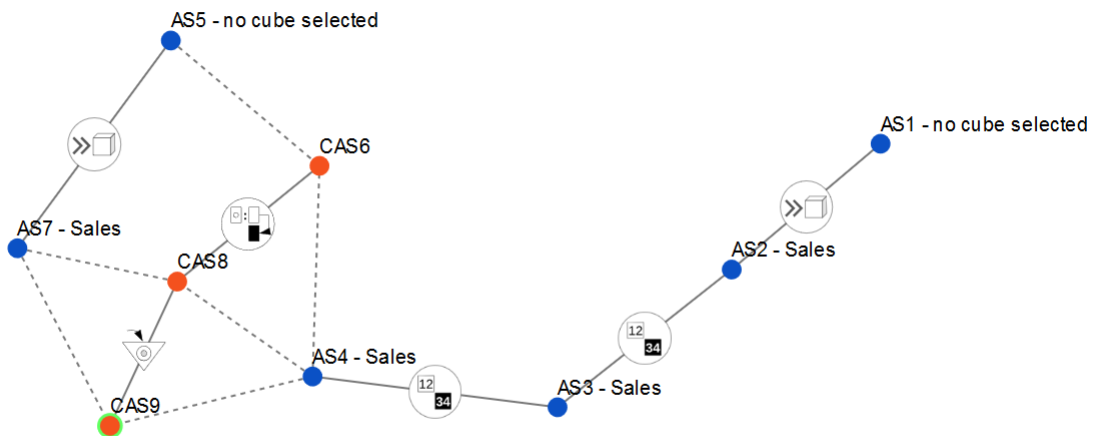 AS5 - no cube selected
AS1 - no cube selected
CAS6
AS7 - Sales
AS2 - Sales
CAS8
12
34
AS4 - Sales
12
34
AS3 - Sales
CAS9